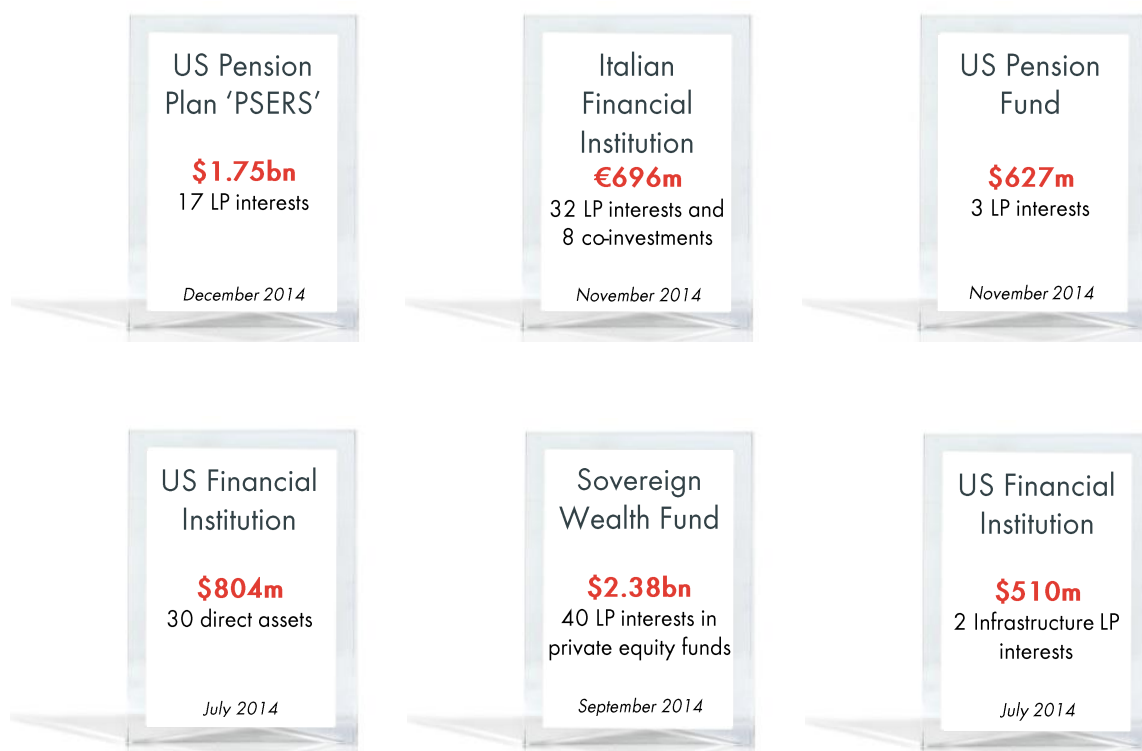 US Pension
Plan ‘PSERS’
$1.75bn
17 LP interests
December 2014
Italian
Financial
Institution
€696m
32 LP interests and
8 co-investments
November 2014
US Pension
Fund
$627m
3 LP interests
November 2014
US Financial
Institution
$804m
30 direct assets
July 2014
Sovereign
Wealth Fund
$2.38bn
40 LP interests in
private equity funds
September 2014
US Financial
Institution
$510m
2 Infrastructure LP
interests
July 2014